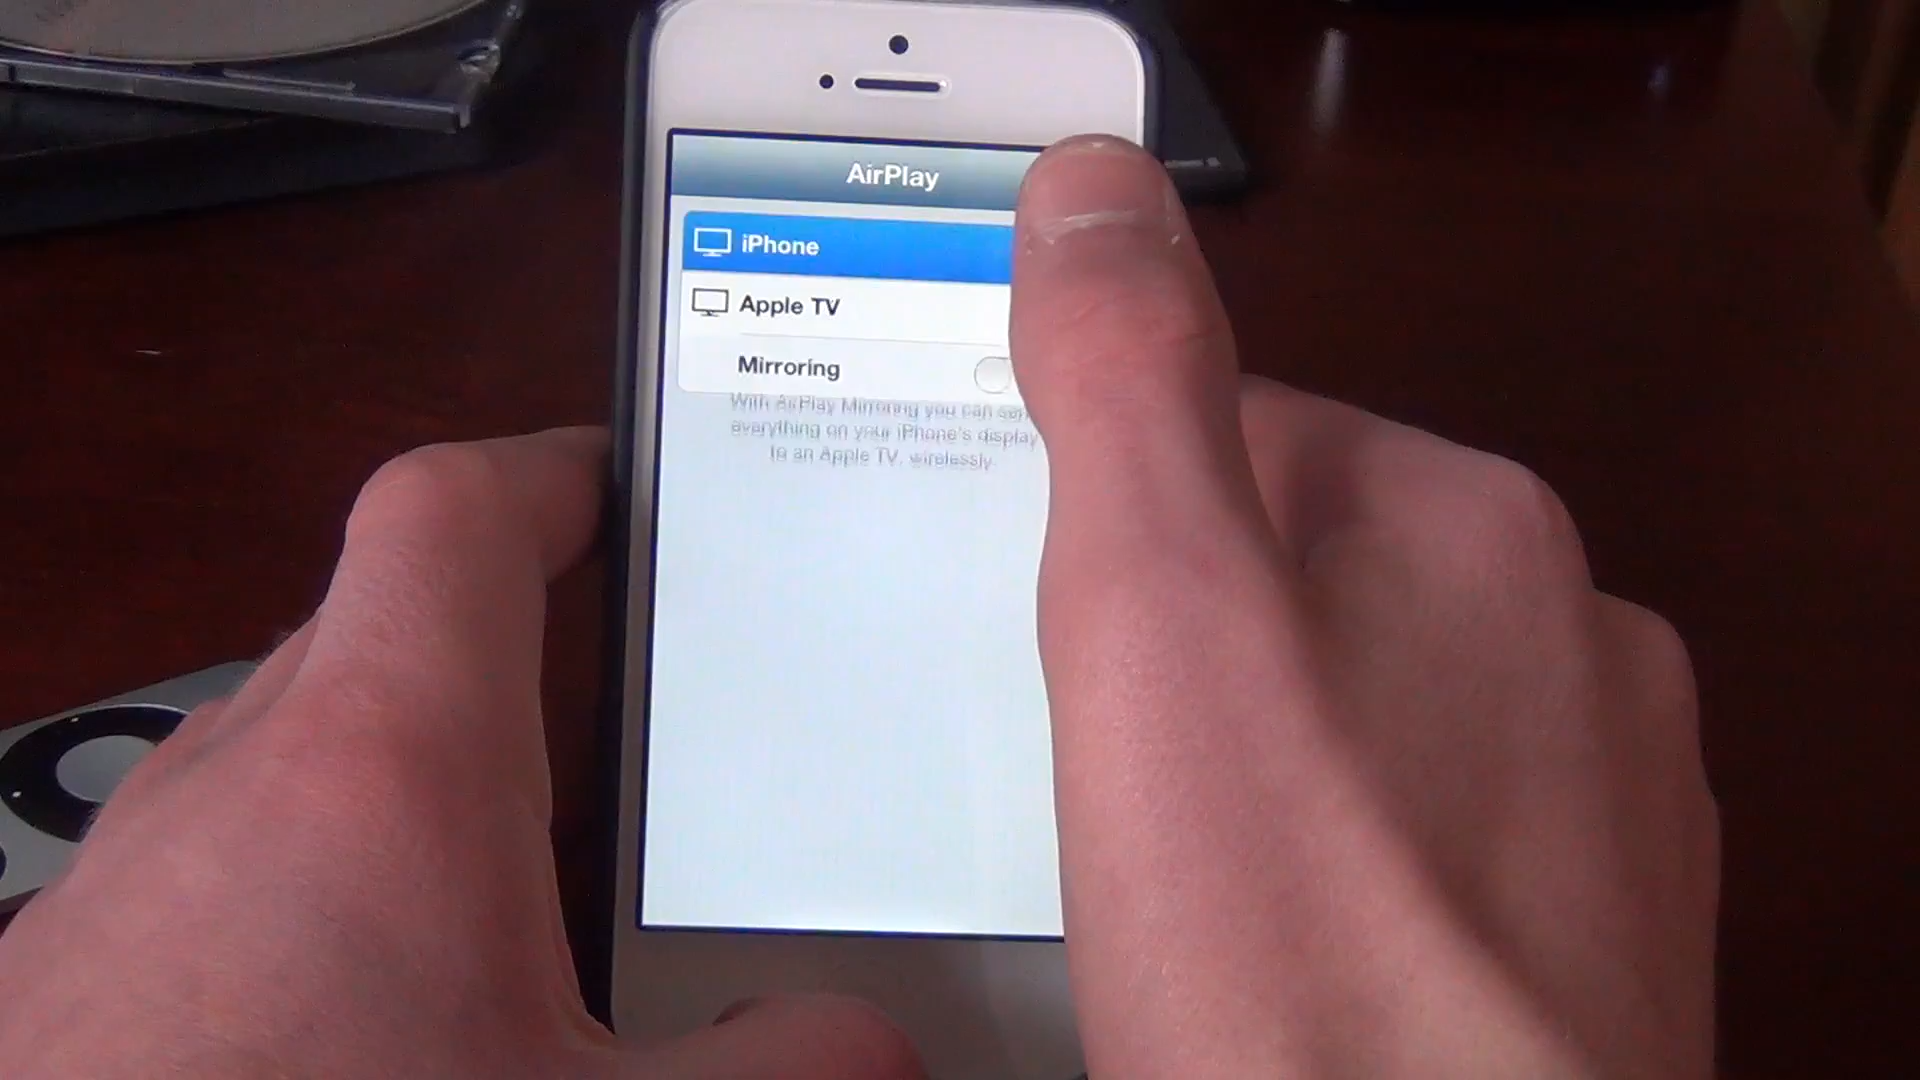 AirPlay
iPhone
Apple TV
Mirroring
With AirPlay Mirroring you can
everything on your iPhone's display
to an Apple TV, wirelessly.